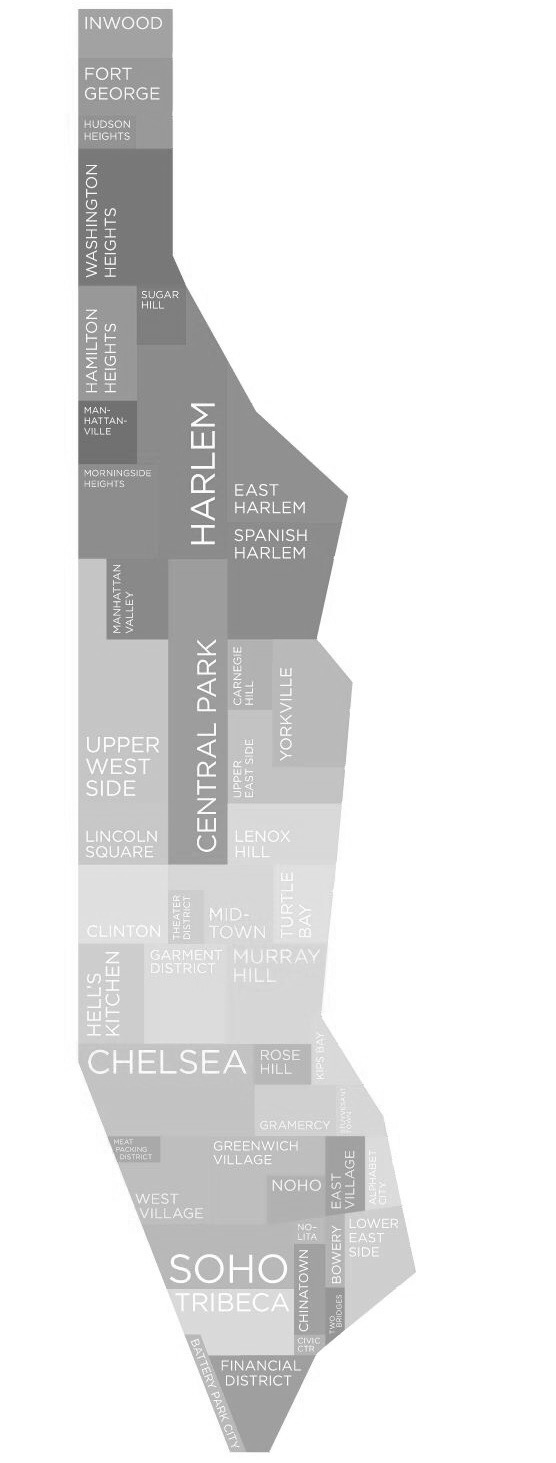 INWOOD
FORT
GEORGE
HUDSON
HEIGHTS
WASHINGTON
HEIGHTS
SUGAR
HILL
HAMILTON
HEIGHTS
MAN-
HATTAN-
VILLE
HARLEM
MORNINGSIDE
HEIGHTS
EAST
HARLEM
SPANISH
HARLEM
MANHATTAN
VALLEY
CENTRAL PARK
CARNEGIE
HILL
YORKVILLE
UPPER
WEST
SIDE
UPPER
EAST SIDE
LINCOLN
SQUARE
LENOX
HILL
CLINTON
THEATER
DISTRICT
MID-
TOWN
TURTLE
BAY
HELL'S
KITCHEN
GARMENT
DISTRICT
MURRAY
HILL
CHELSEA
ROSE
HILL
KIPS BAY
GRAMERCY
STUYVESANT
TOWN
MEAT
PACKING
DISTRICT
GREENWICH
VILLAGE
EAST
VILLAGE
ALPHABET
CITY
NOHO
WEST
VILLAGE
NO-
LITA
BOWERY
LOWER
EAST
SIDE
SOHO
CHINATOWN
TRIBECA
TWO
BRIDGES
CIVIC
CTR
BATTERY PARK CITY
FINANCIAL
DISTRICT